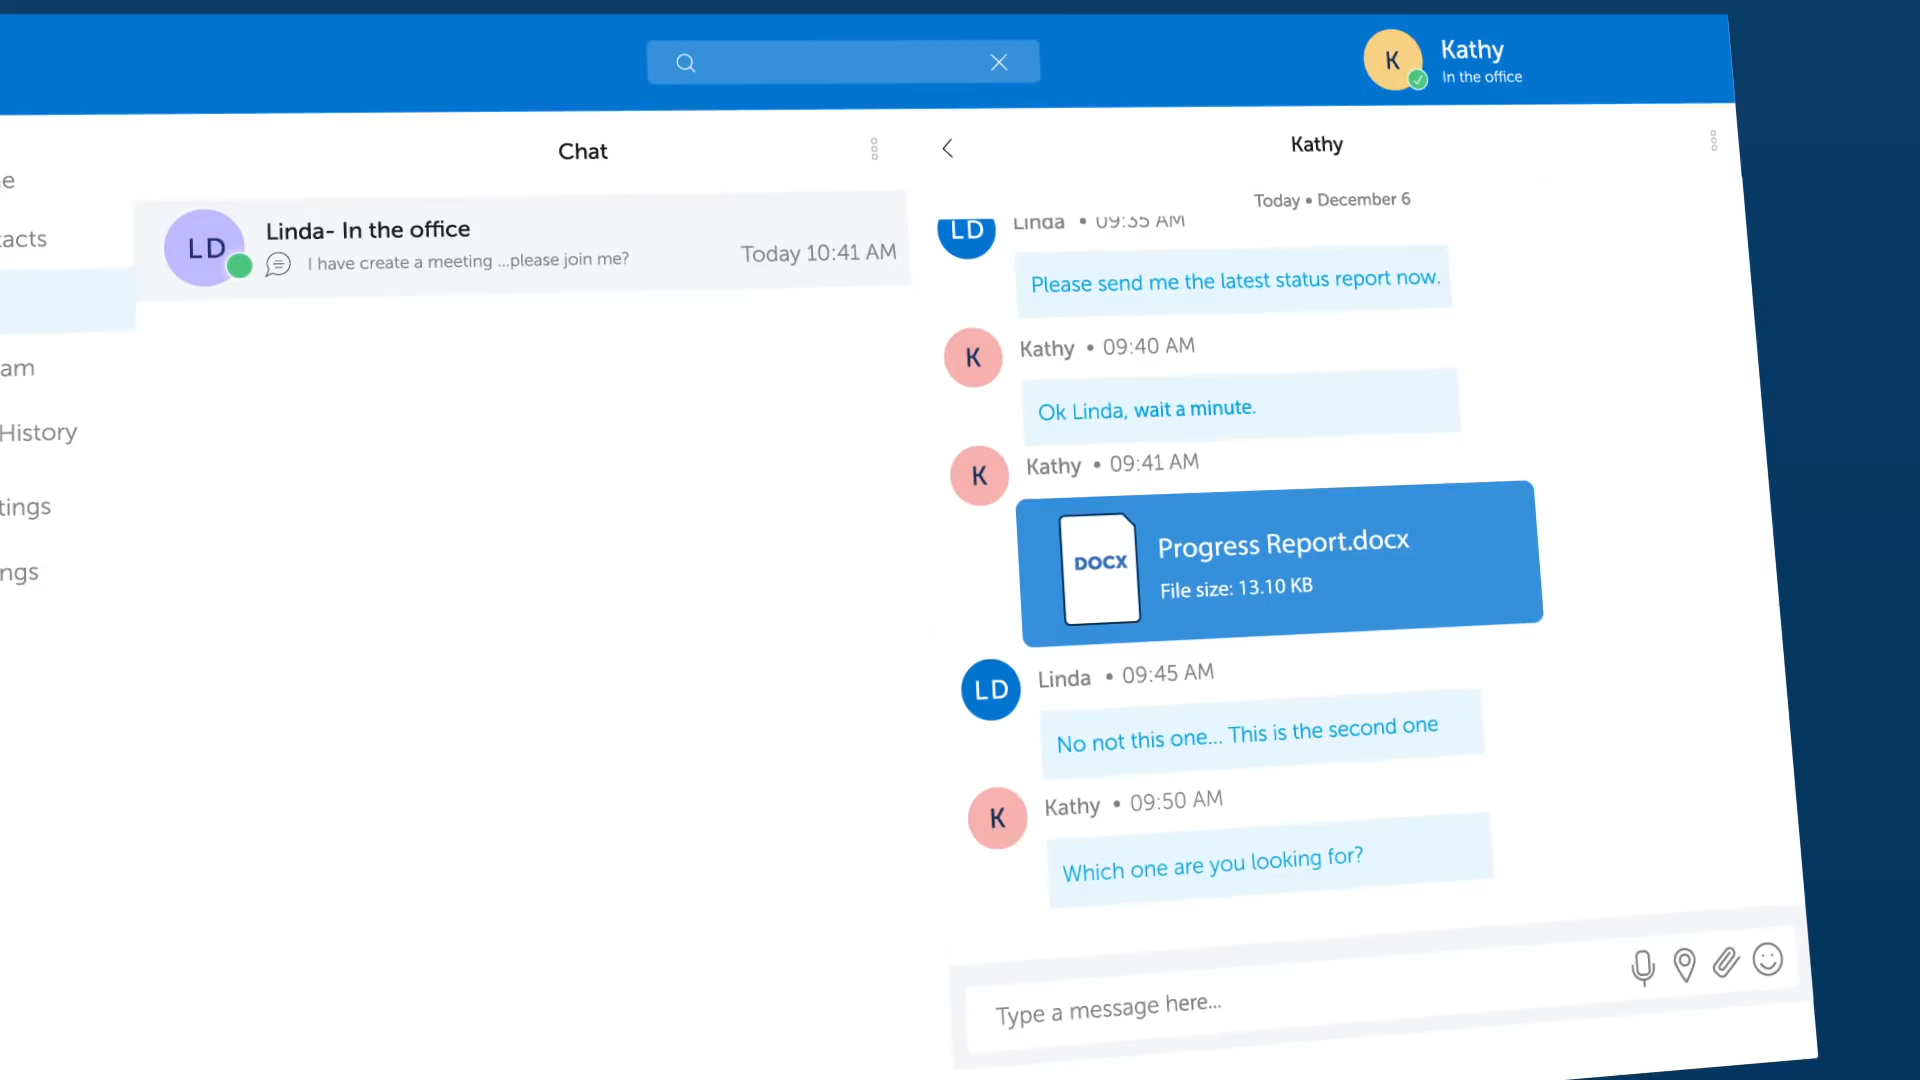 K
Kathy
In the office
e
acts
am
History
tings
ngs
Chat
LD
Linda- In the office
I have create a meeting ...please join me?
Today 10:41 AM
Kathy
Today • December 6
LD
Linda • 09:35 AM
Please send me the latest status report now.
K
Kathy • 09:40 AM
Ok Linda, wait a minute.
K
Kathy • 09:41 AM
DOCX
Progress Report.docx
File size: 13.10 KB
LD
Linda • 09:45 AM
No not this one... This is the second one
K
Kathy • 09:50 AM
Which one are you looking for?
Type a message here...